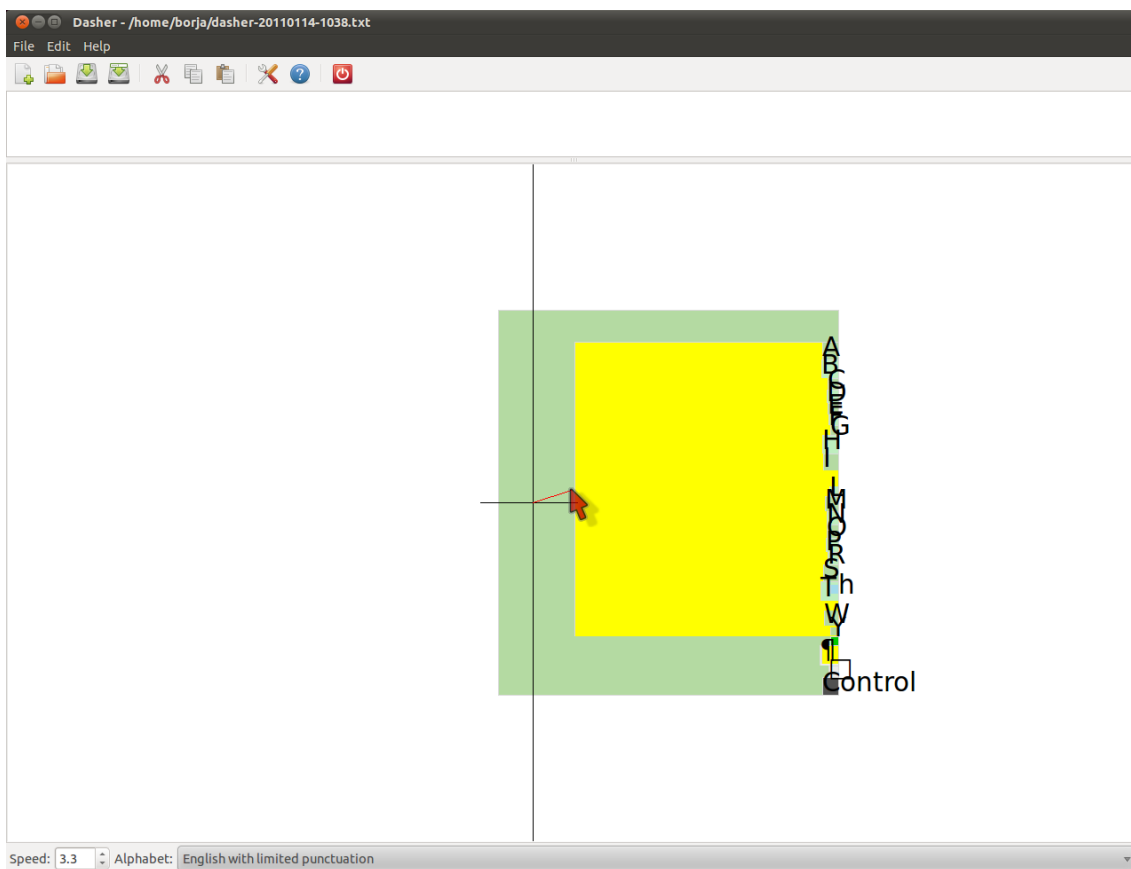 Dasher - /home/borja/dasher-20110114-1038.txt
File Edit Help
A
B
C
D
E
F
G
H
I
L
M
N
O
P
R
S
Th
W
Y
¶
Control
Speed: 3.3 Alphabet: English with limited punctuation